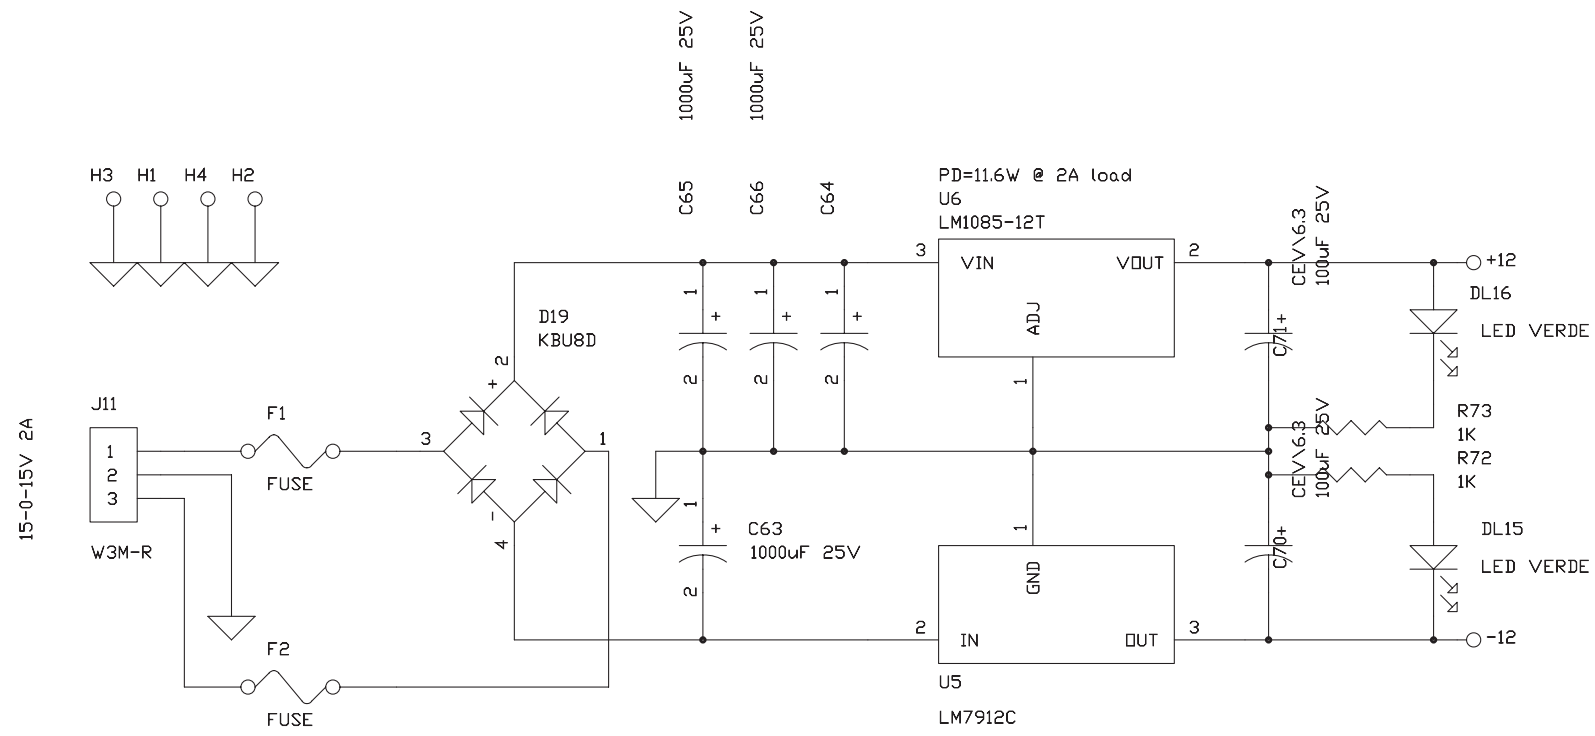 1000uF 25V
1000uF 25V
H3 H1 H4 H2
C65
C66
C64
PD=11.6W @ 2A load
U6
LM1085-12T
3
VIN
VOUT
2
ADJ
1
CEV\6.3
100uF 25V
+12
DL16
LED VERDE
1
+
2
1
+
2
1
+
2
C71+
D19
KBU8D
2
+
3
1
-
4
J11
15-0-15V 2A
1
2
3
W3M-R
F1
FUSE
F2
FUSE
R73
1K
R72
1K
CEV\6.3
100uF 25V
1
+
2
C63
1000uF 25V
1
GND
2
IN
OUT
3
U5
LM7912C
C70+
DL15
LED VERDE
-12